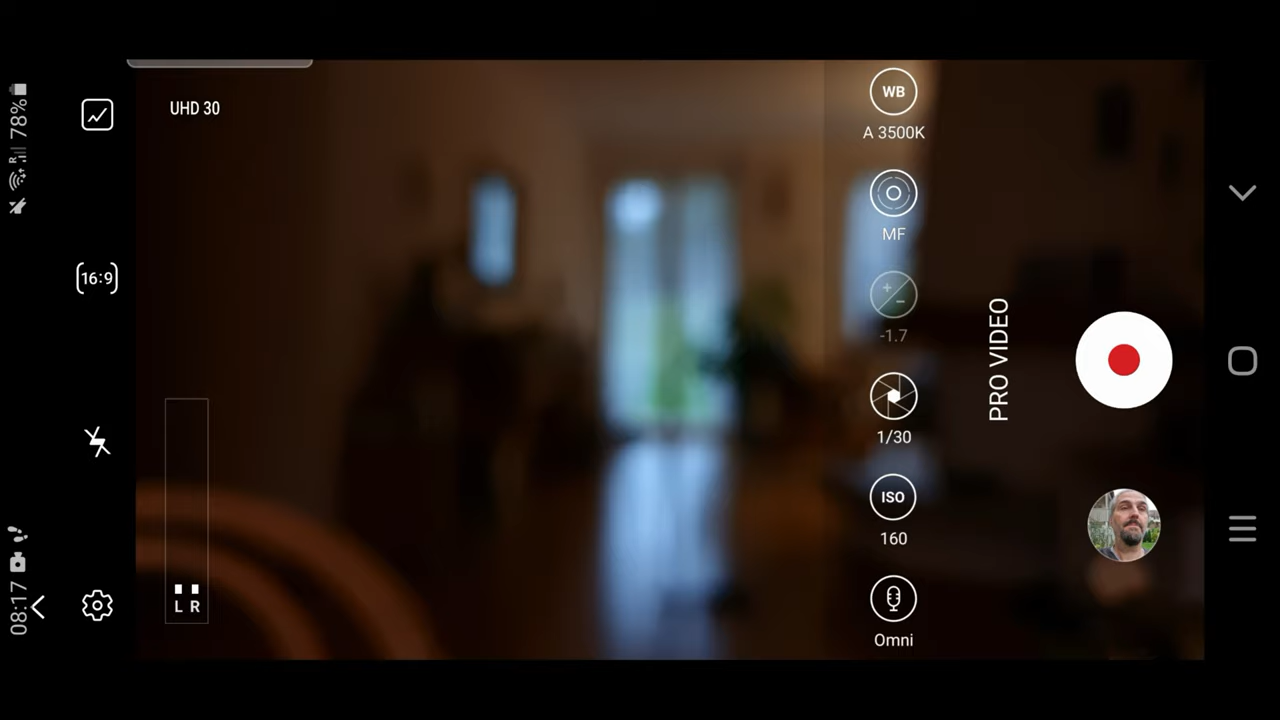 78%
R
08:17
16:9
UHD 30
L R
WB
A 3500K
MF
-1.7
1/30
ISO
160
Omni
PRO VIDEO